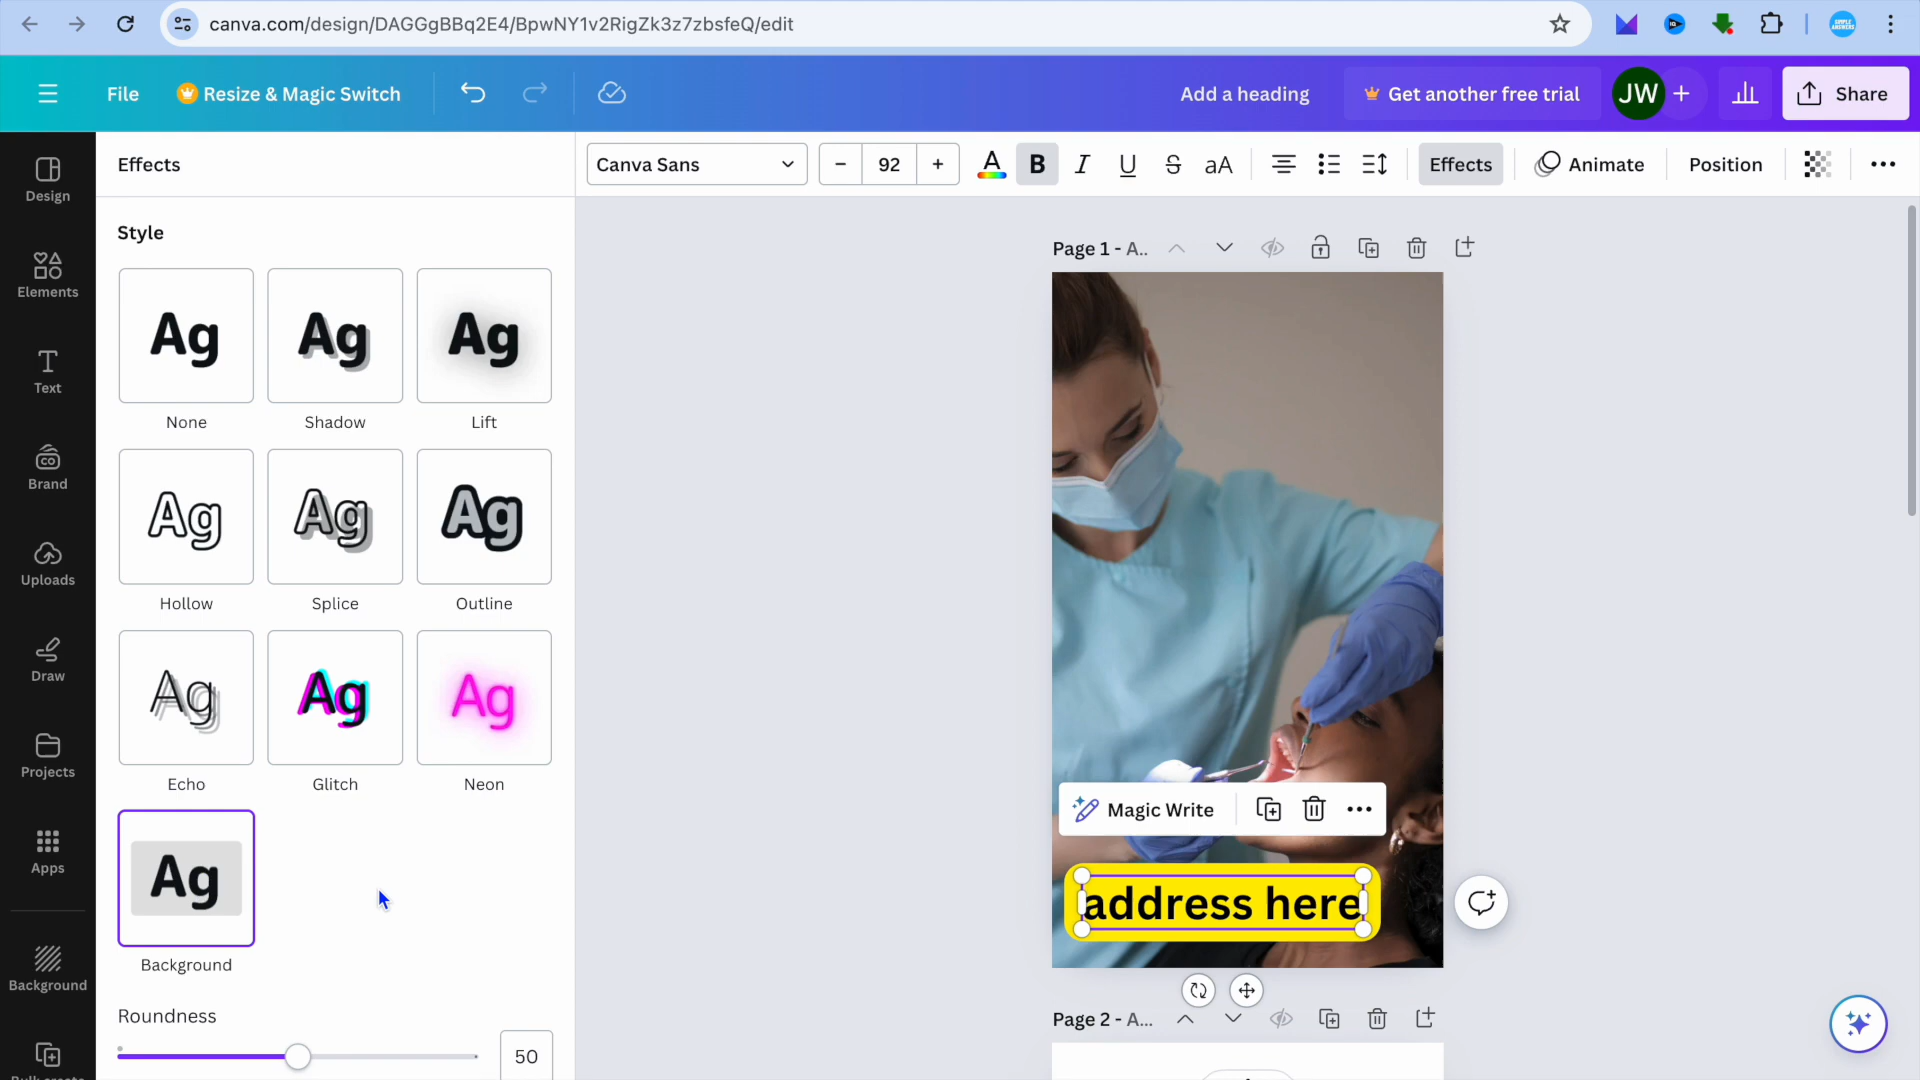 canva.com/design/DAGGgBBq2E4/BpwNY1v2RigZk3z7zbsfeQ/edit
File
Resize & Magic Switch
Add a heading
Get another free trial
JW
Share
Effects
Canva Sans
92
B
I
U
S
aA
Effects
Animate
Position
Design
Elements
Text
Brand
Uploads
Draw
Projects
Apps
Background
Style
Ag
Ag
Ag
None
Shadow
Lift
Ag
Ag
Ag
Hollow
Splice
Outline
Ag
Ag
Ag
Echo
Glitch
Neon
Ag
Background
Roundness
50
Page 1 - A..
Magic Write
address here
Page 2 - A...